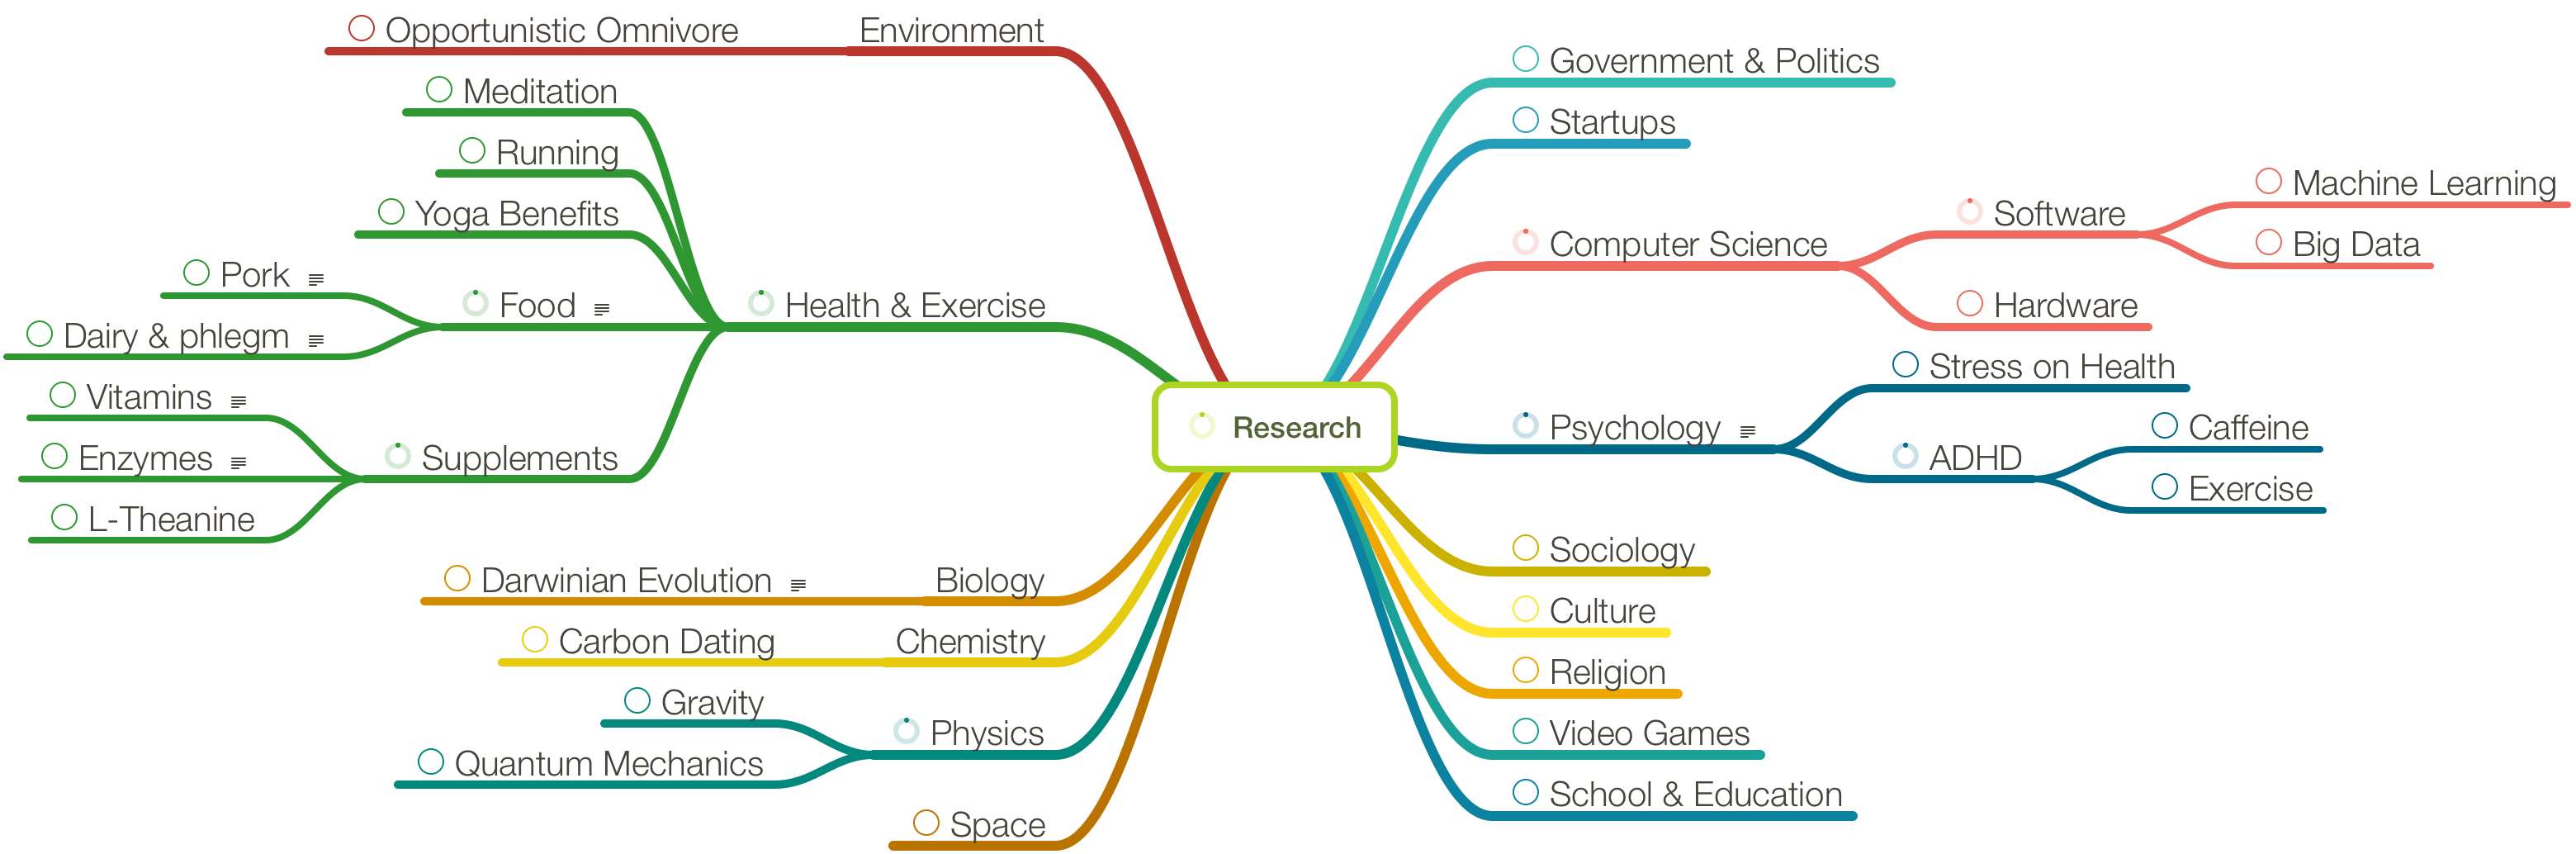 Research
Environment
Opportunistic Omnivore
Health & Exercise
Meditation
Running
Yoga Benefits
Food
Pork
Dairy & phlegm
Supplements
Vitamins
Enzymes
L-Theanine
Biology
Darwinian Evolution
Chemistry
Carbon Dating
Physics
Gravity
Quantum Mechanics
Space
Government & Politics
Startups
Computer Science
Software
Machine Learning
Big Data
Hardware
Psychology
Stress on Health
ADHD
Caffeine
Exercise
Sociology
Culture
Religion
Video Games
School & Education